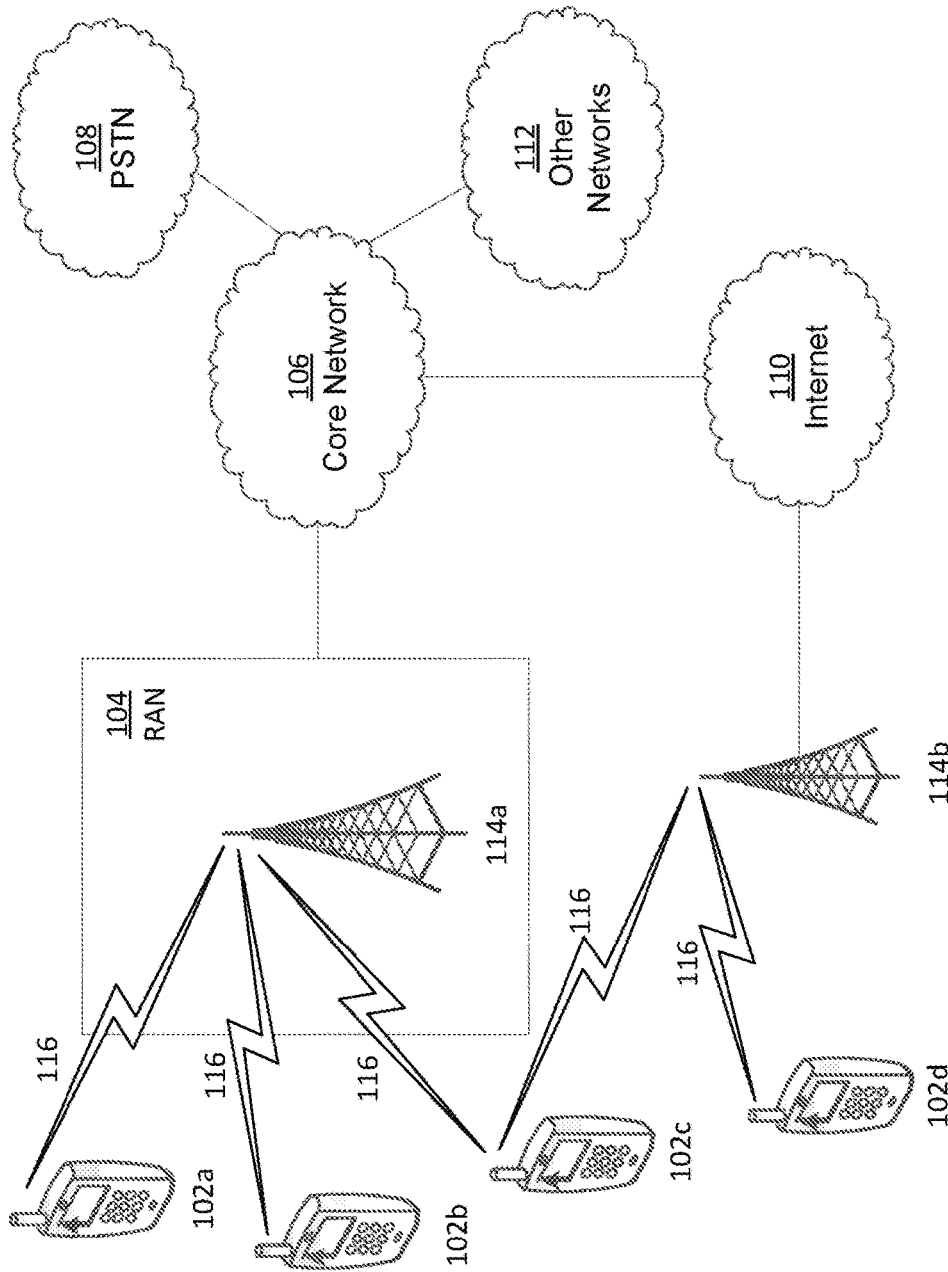 108
PSTN
106
Core Network
112
Other
Networks
110
Internet
104
RAN
114a
114b
116
116
116
116
116
102a
102b
102c
102d